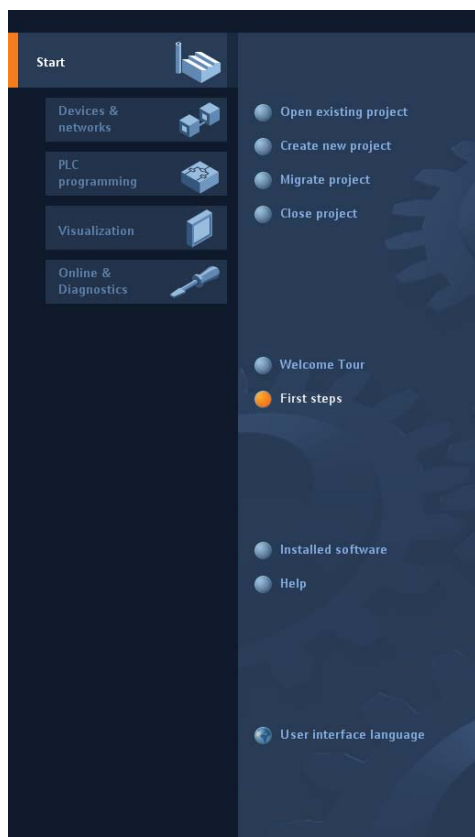 Start
Devices &
networks
PLC
programming
Visualization
Online &
Diagnostics
Open existing project
Create new project
Migrate project
Close project
Welcome Tour
First steps
Installed software
Help
User interface language